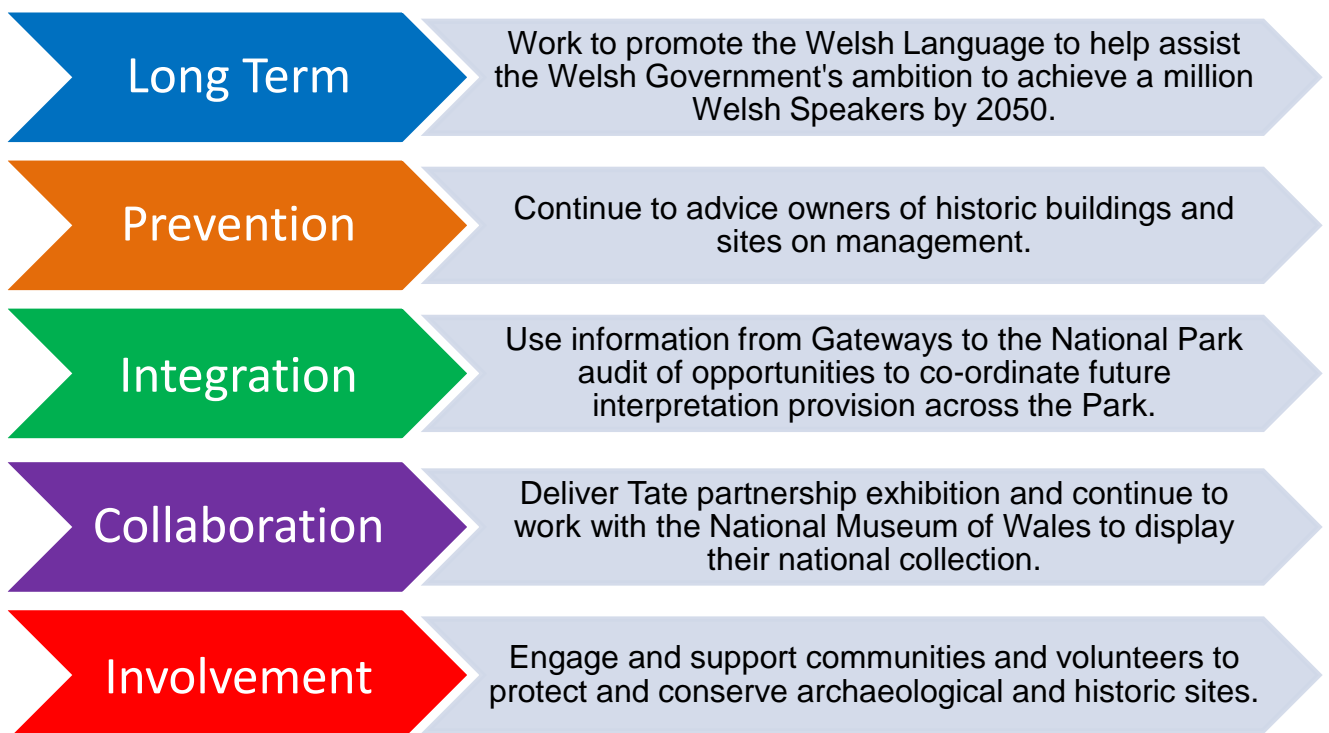 Long Term
Work to promote the Welsh Language to help assist
the Welsh Government's ambition to achieve a million
Welsh Speakers by 2050.
Prevention
Continue to advice owners of historic buildings and
sites on management.
Integration
Use information from Gateways to the National Park
audit of opportunities to co-ordinate future
interpretation provision across the Park.
Collaboration
Deliver Tate partnership exhibition and continue to
work with the National Museum of Wales to display
their national collection.
Involvement
Engage and support communities and volunteers to
protect and conserve archaeological and historic sites.